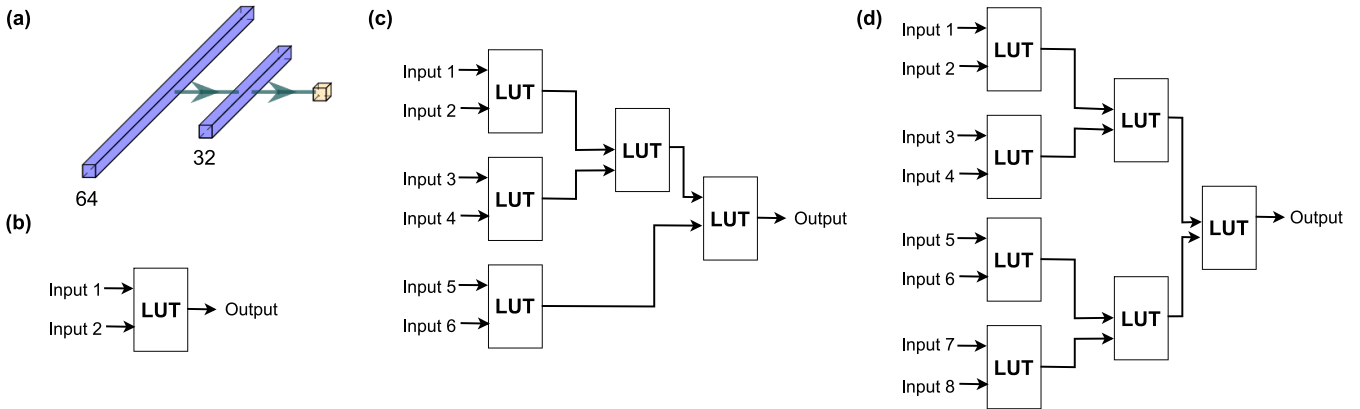 (a)
64
32
(b)
Input 1
Input 2
LUT
Output
(c)
Input 1
Input 2
LUT
Input 3
Input 4
LUT
Input 5
Input 6
LUT
LUT
LUT
Output
(d)
Input 1
Input 2
LUT
Input 3
Input 4
LUT
Input 5
Input 6
LUT
Input 7
Input 8
LUT
LUT
LUT
LUT
Output